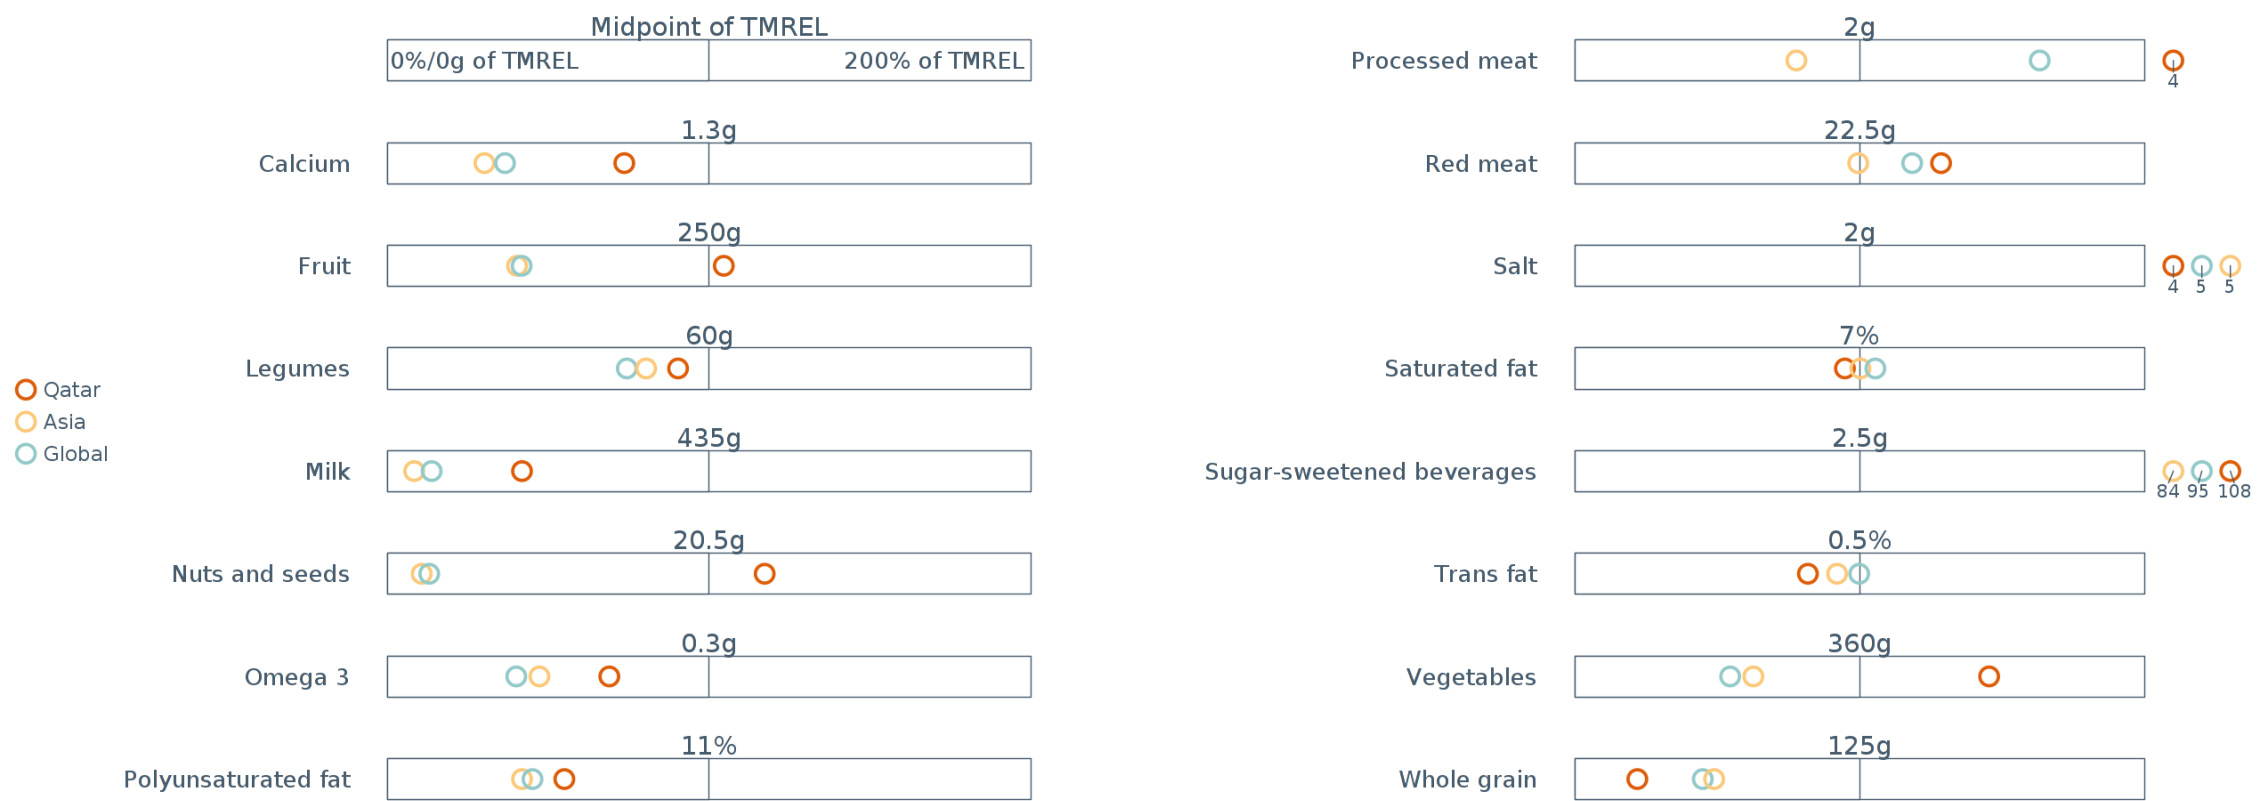 Midpoint of TMREL
0%/0g of TMREL 200% of TMREL
1.3g
Calcium
250g
Fruit
60g
Legumes
435g
Milk
20.5g
Nuts and seeds
0.3g
Omega 3
11%
Polyunsaturated fat
Qatar
Asia
Global
2g
Processed meat
4
22.5g
Red meat
2g
Salt
4 5 5
7%
Saturated fat
2.5g
Sugar-sweetened beverages
84 95 108
0.5%
Trans fat
360g
Vegetables
125g
Whole grain